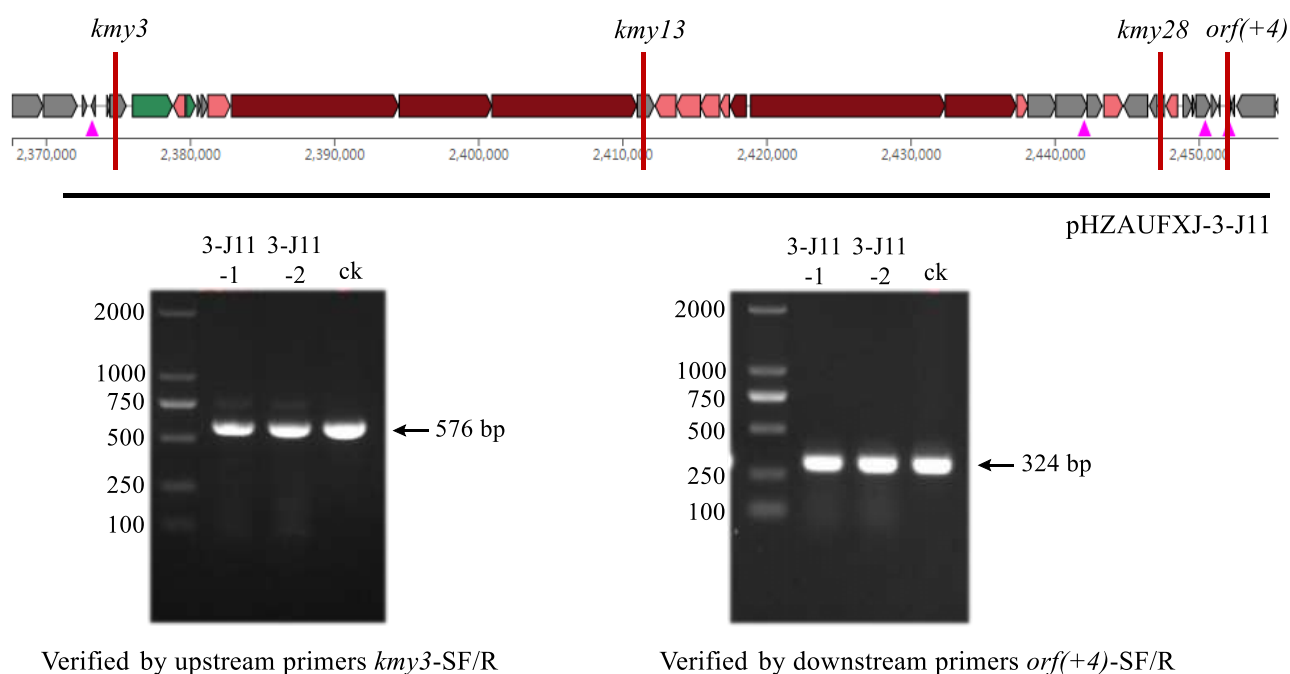 kmy3 kmy13 kmy28 orf(+4)
2,370,000 2,380,000 2,390,000 2,400,000 2,410,000 2,420,000 2,430,000 2,440,000 2,450,000
pHZAUFXJ-3-J11
3-J11 3-J11
-1 -2 ck
2000
1000
750
500
250
100
576 bp
Verified by upstream primers kmy3-SF/R
3-J11 3-J11
-1 -2 ck
2000
1000
750
500
250
100
324 bp
Verified by downstream primers orf(+4)-SF/R